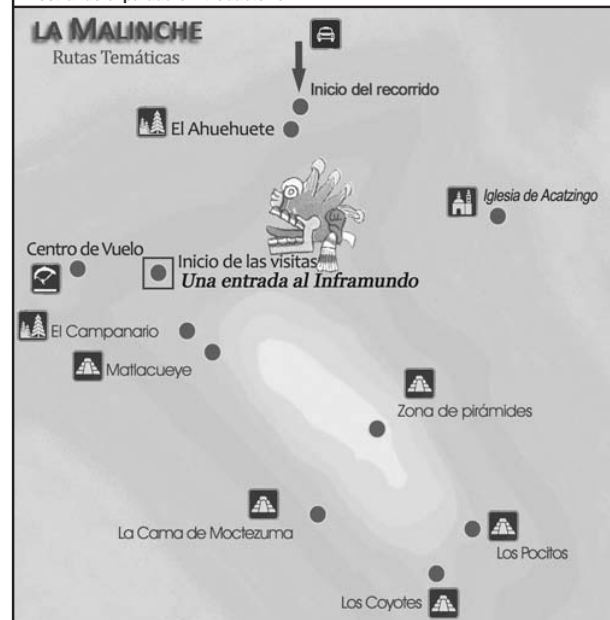 LA MALINCHE
Rutas Temáticas
Inicio del recorrido
El Ahuehuete
Iglesia de Acatzingo
Centro de Vuelo
Inicio de las visitas
Una entrada al Inframundo
El Campanario
Matlacueye
Zona de pirámides
La Cama de Moctezuma
Los Pocitos
Los Coyotes